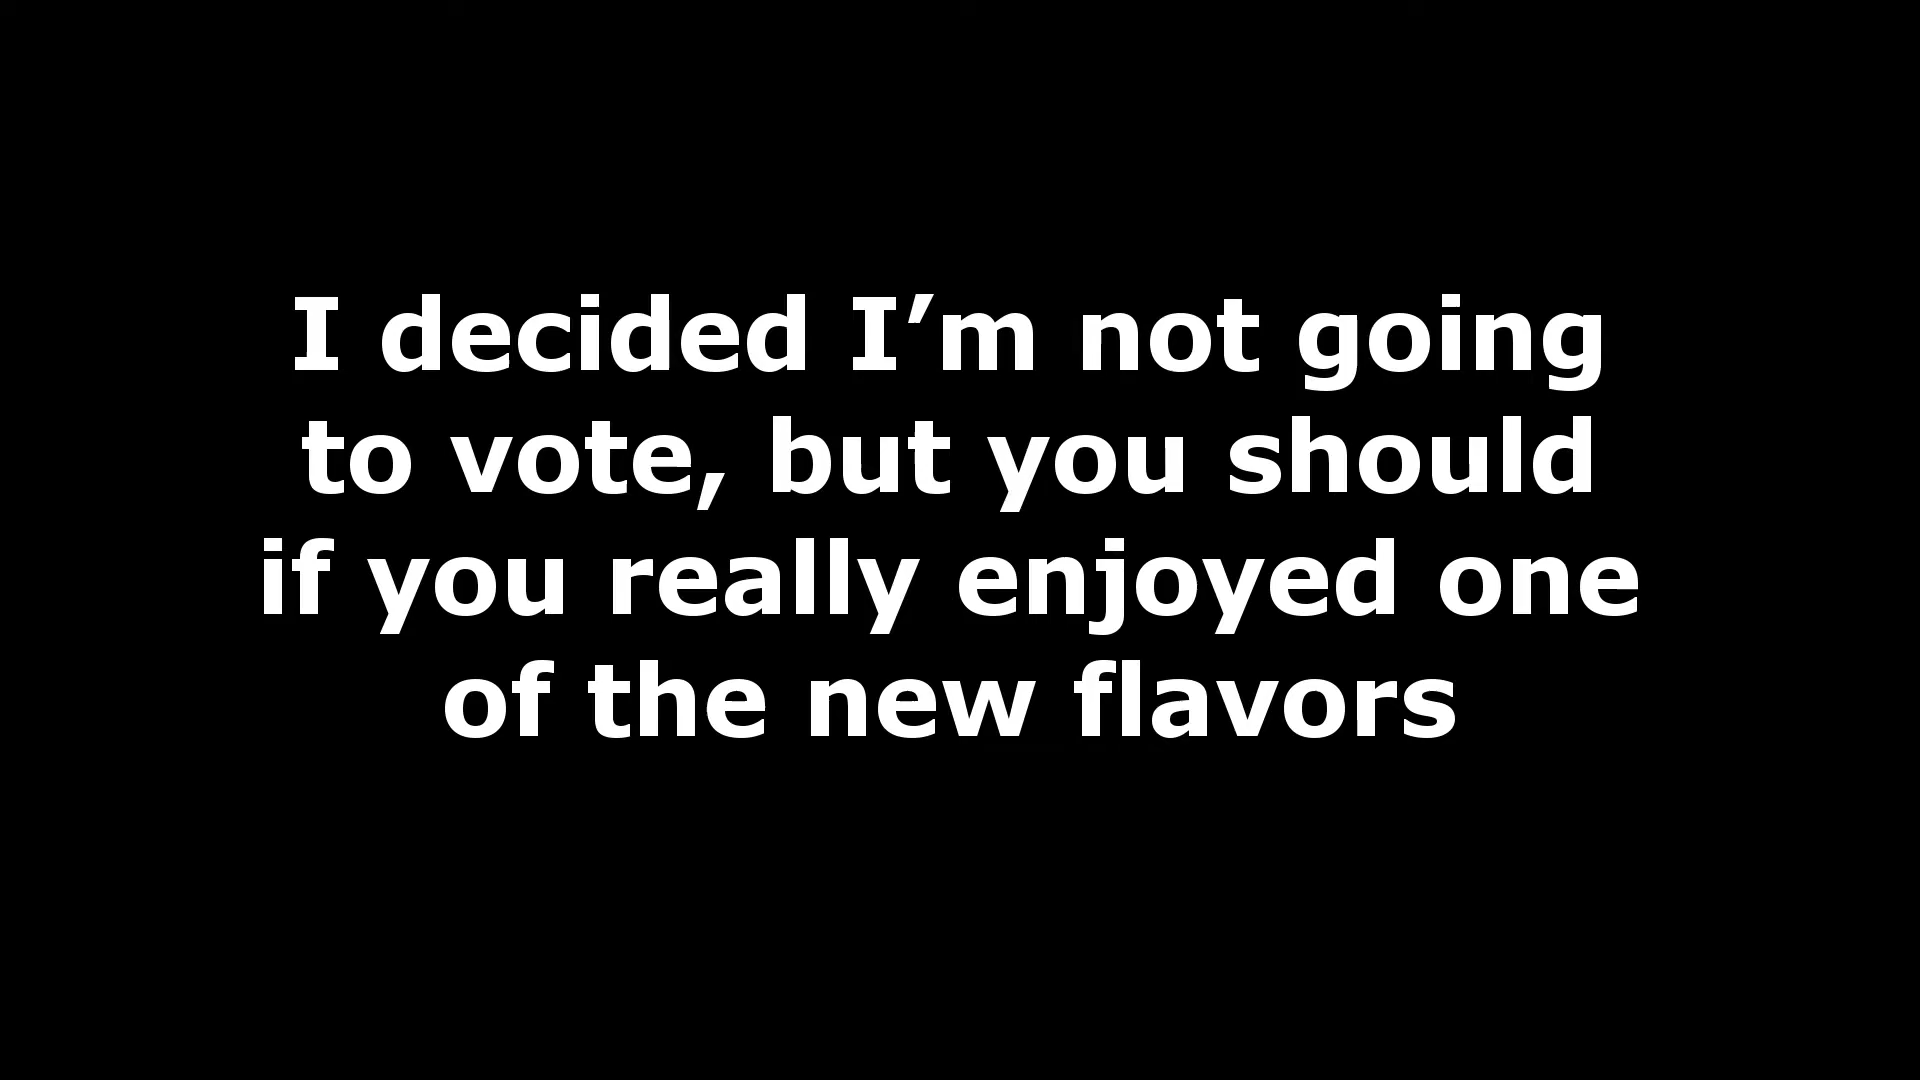 I decided I’m not going
to vote, but you should
if you really enjoyed one
of the new flavors